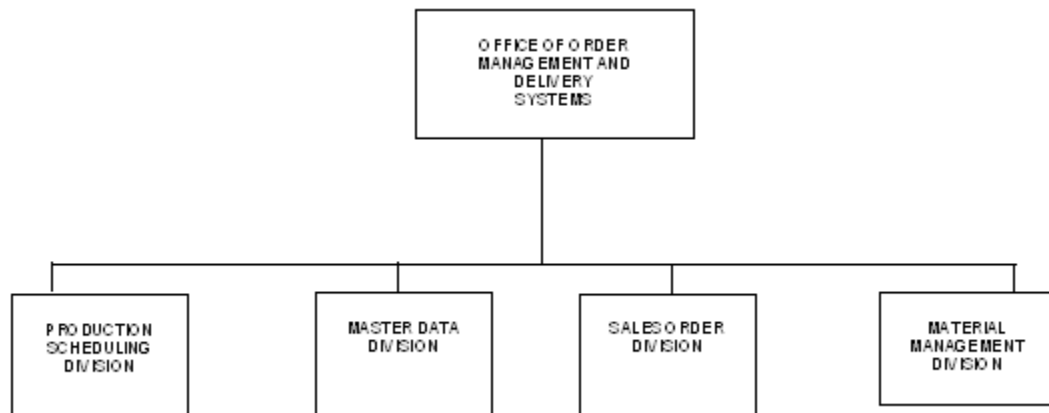 OFFICE OF ORDER
MANAGEMENT AND
DELIVERY
SYSTEMS
PRODUCTION
SCHEDULING
DIVISION
MASTER DATA
DIVISION
SALES ORDER
DIVISION
MATERIAL
MANAGEMENT
DIVISION